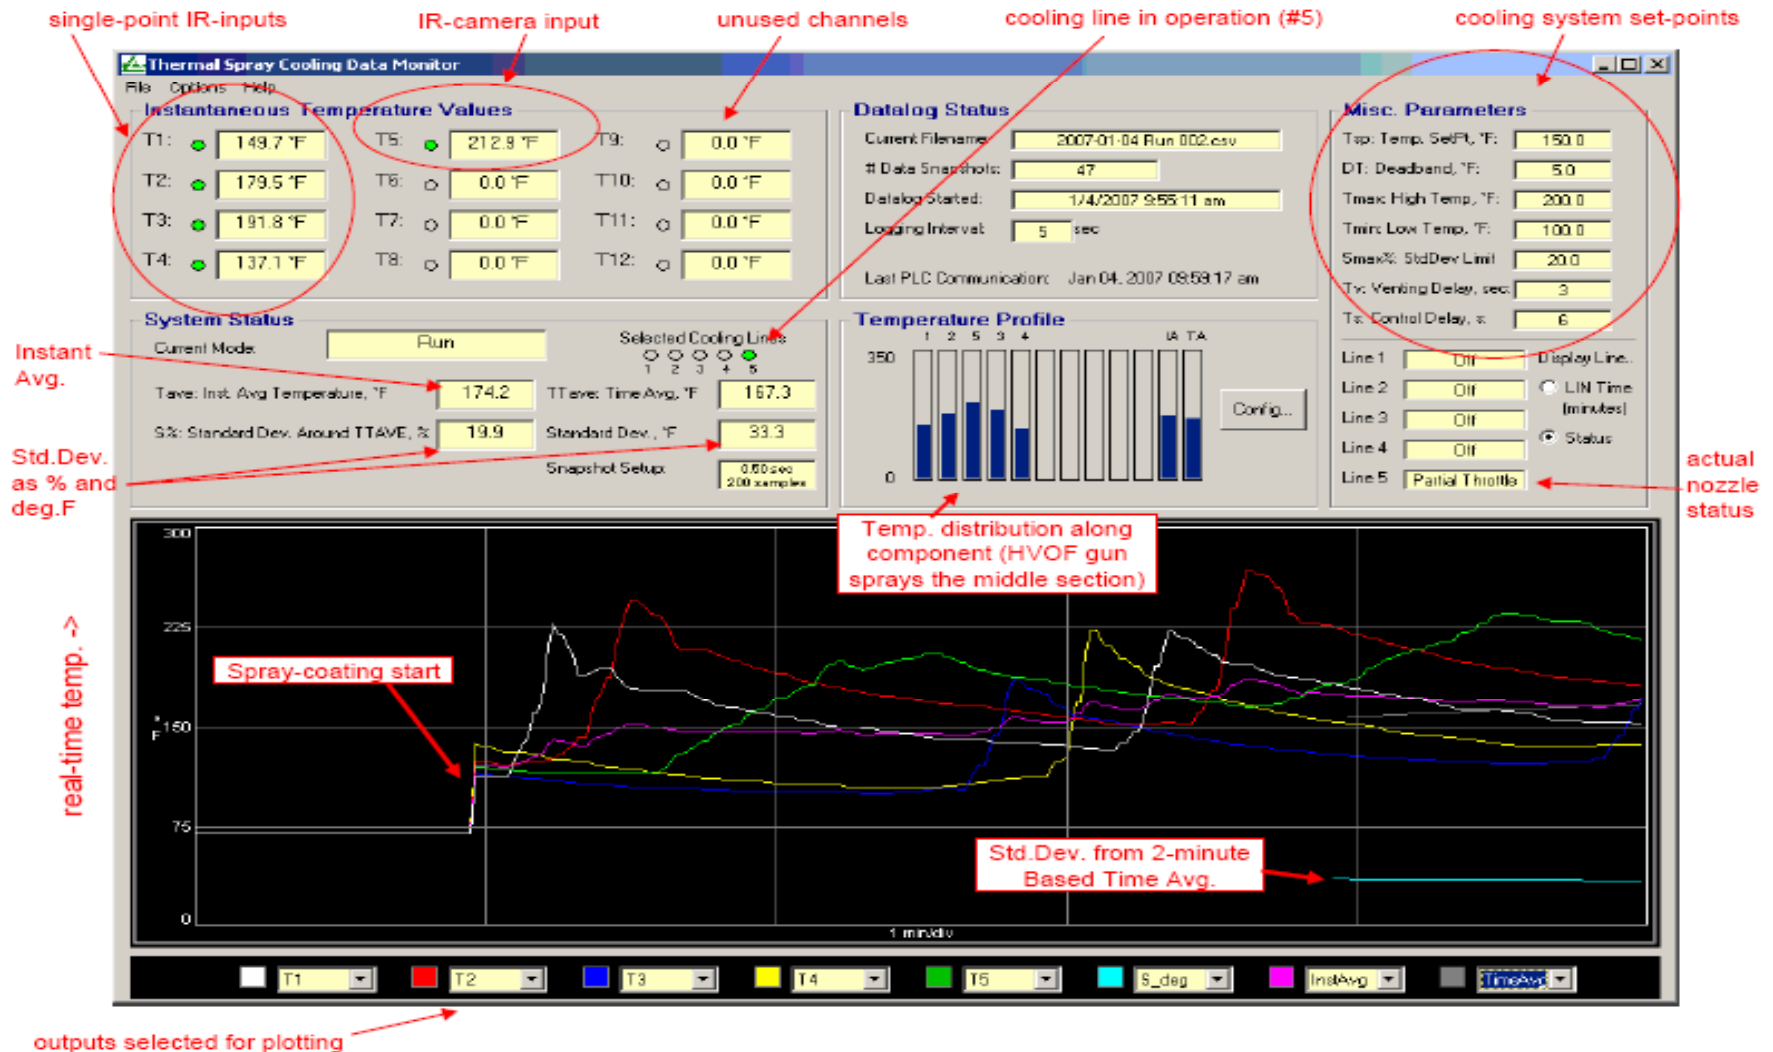 single-point IR-inputs
IR-camera input
unused channels
cooling line in operation (#5)
cooling system set-points
Thermal Spray Cooling Data Monitor
File Options Help
Instantaneous Temperature Values
T1: 149.7 °F
T2: 179.5 °F
T3: 191.8 °F
T4: 137.1 °F
T5: 212.9 °F
T6: 0.0 °F
T7: 0.0 °F
T8: 0.0 °F
T9: 0.0 °F
T10: 0.0 °F
T11: 0.0 °F
T12: 0.0 °F
Datalog Status
Current Filename: 2007-01-04 Run 002.csv
# Data Snapshots: 47
Datalog Started: 1/4/2007 9:55:11 am
Logging Interval: 5 sec
Last PLC Communication: Jan 04, 2007 09:59:17 am
Misc. Parameters
Tsp: Temp. SetPt, °F: 150.0
DT: Deadband, °F: 5.0
Tmax: High Temp, °F: 200.0
Tmin: Low Temp, °F: 100.0
Smax%: StdDev Limit 20.0
Tv: Venting Delay, sec: 3
Control Delay, s: 6
Line 1 Off
Line 2 Off
Line 3 Off
Line 4 Off
Line 5 Partial Throttle
Display Line..
LIN Time
(minutes)
Status
System Status
Current Mode: Run
Selected Cooling Lines
1 2 3 4 5
Tave: Inst. Avg Temperature, °F 174.2
TTave: Time Avg, °F 167.3
S%: Standard Dev. Around TTAVE, % 19.9
Standard Dev., °F 33.3
Snapshot Setup: 0.60 sec
200 samples
Temperature Profile
1 2 5 3 4 IA TA
350
0
Config...
Instant
Avg.
Std.Dev.
as % and
deg.F
actual
nozzle
status
Temp. distribution along
component (HVOF gun
sprays the middle section)
300
225
150
75
0
°F
real-time temp. ->
Spray-coating start
Std.Dev. from 2-minute
Based Time Avg.
1 min/div
T1 T2 T3 T4 T5 S_deg InstAvg TimeAvg
outputs selected for plotting